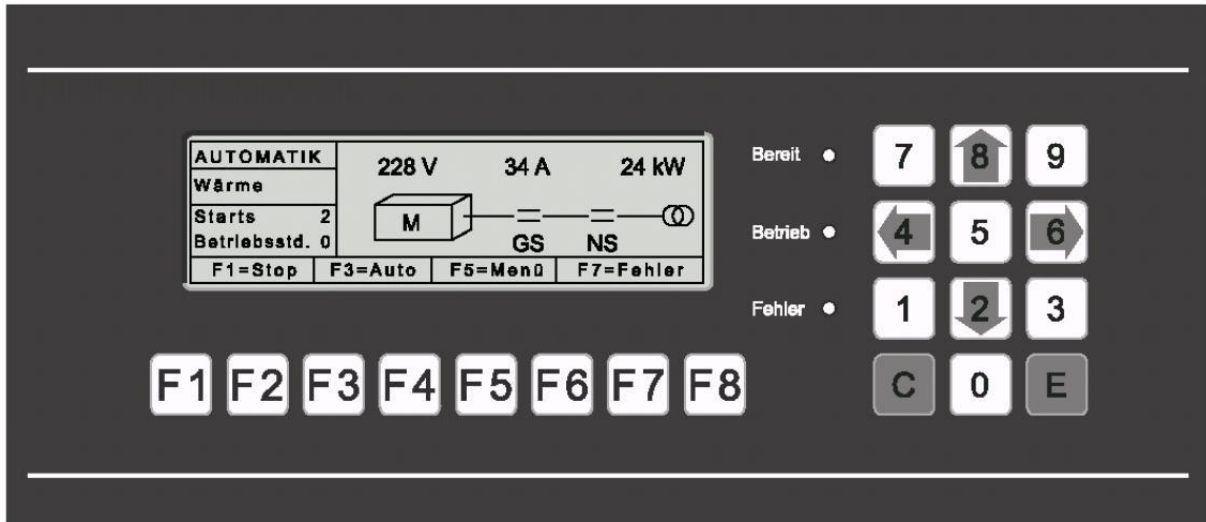 AUTOMATIK
Wärme
Starts 2
Betriebsstd. 0
228 V 34 A 24 kW
M
GS NS
F1=Stop F3=Auto F5=Menü F7=Fehler
Bereit
Betrieb
Fehler
F1 F2 F3 F4 F5 F6 F7 F8
7 8 9
4 5 6
1 2 3
C 0 E